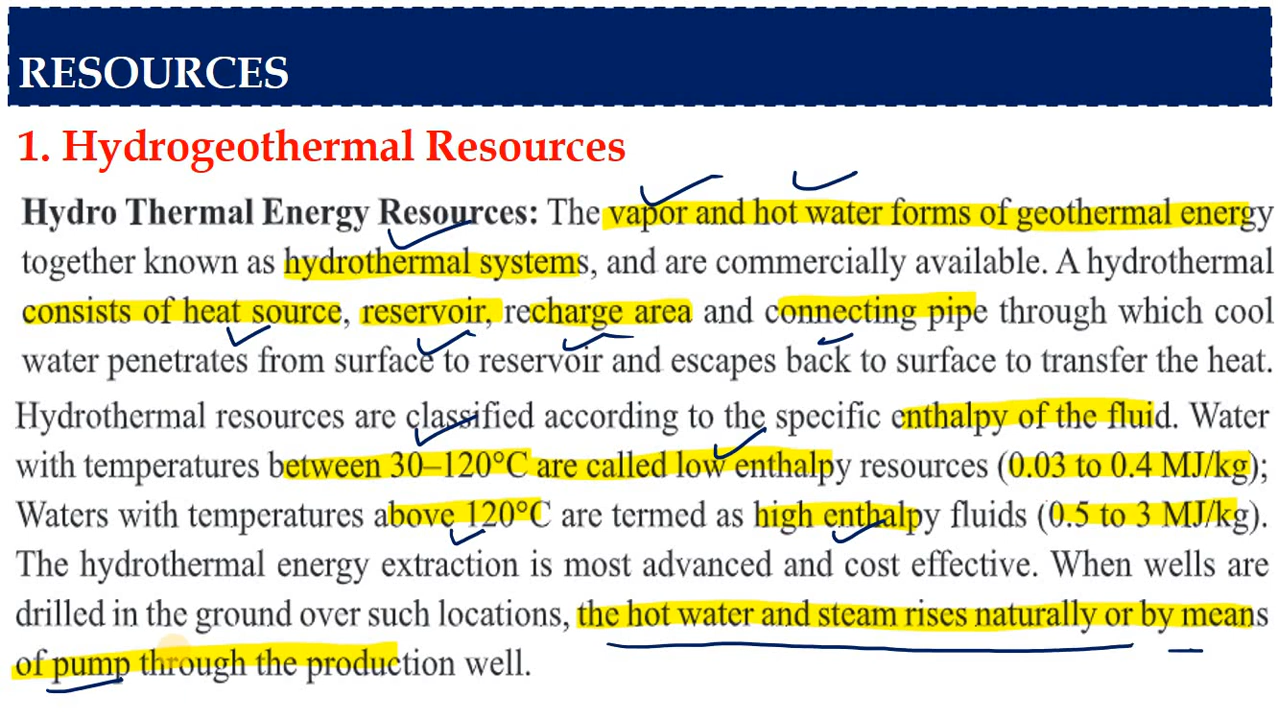 RESOURCES
1. Hydrogeothermal Resources
Hydro Thermal Energy Resources: The vapor and hot water forms of geothermal energy
together known as hydrothermal systems, and are commercially available. A hydrothermal
consists of heat source, reservoir, recharge area and connecting pipe through which cool
water penetrates from surface to reservoir and escapes back to surface to transfer the heat.
Hydrothermal resources are classified according to the specific enthalpy of the fluid. Water
with temperatures between 30–120°C are called low enthalpy resources (0.03 to 0.4 MJ/kg);
Waters with temperatures above 120°C are termed as high enthalpy fluids (0.5 to 3 MJ/kg).
The hydrothermal energy extraction is most advanced and cost effective. When wells are
drilled in the ground over such locations, the hot water and steam rises naturally or by means
of pump through the production well.